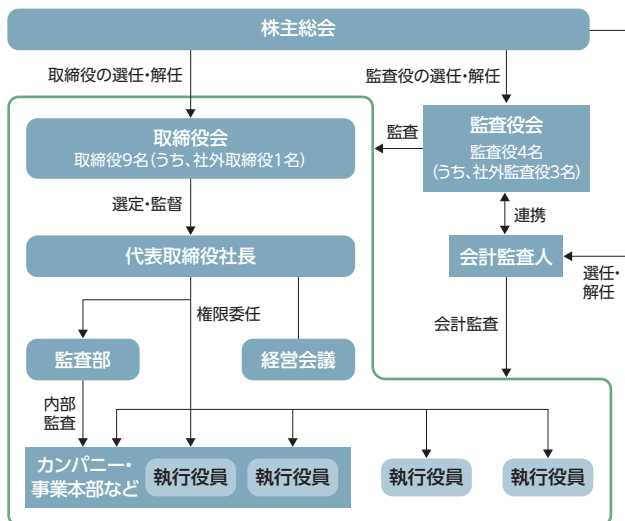 株主総会
取締役の選任・解任
監査役の選任・解任
取締役会
取締役9名(うち、社外取締役1名)
監査
監査役会
監査役4名
(うち、社外監査役3名)
選定・監督
連携
代表取締役社長
会計監査人
選任・
解任
権限委任
会計監査
監査部
経営会議
内部
監査
カンパニー・
事業本部など
執行役員
執行役員
執行役員
執行役員